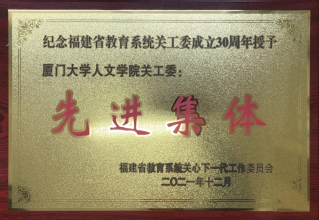 纪念福建省教育系统关工委成立30周年授予
厦门大学人文学院关工委：
先进集体
福建省教育系统关心下一代工作委员会
二〇二一年十二月